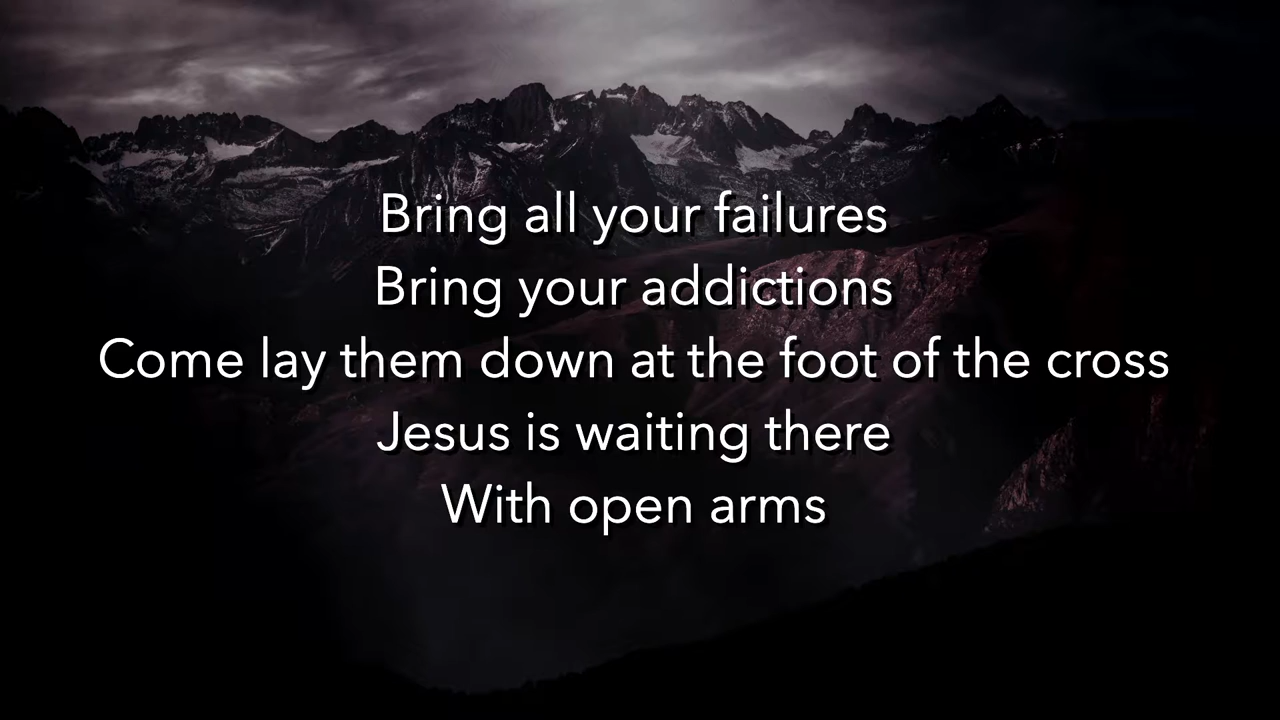 Bring all your failures
Bring your addictions
Come lay them down at the foot of the cross
Jesus is waiting there
With open arms